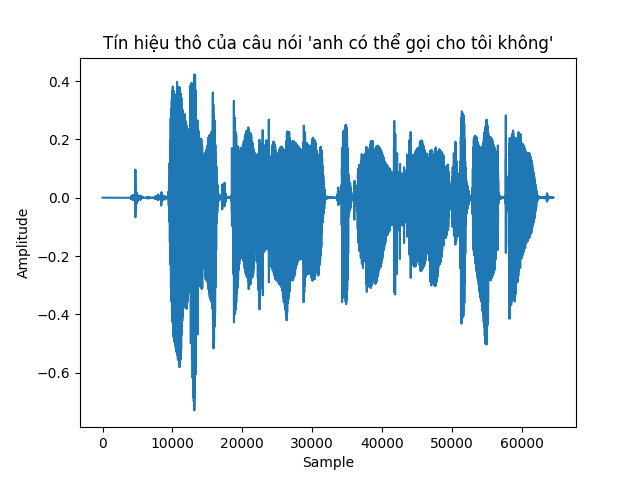 Tín hiệu thô của câu nói 'anh có thể gọi cho tôi không'
0.4
0.2
0.0
−0.2
−0.4
−0.6
Amplitude
0 10000 20000 30000 40000 50000 60000
Sample